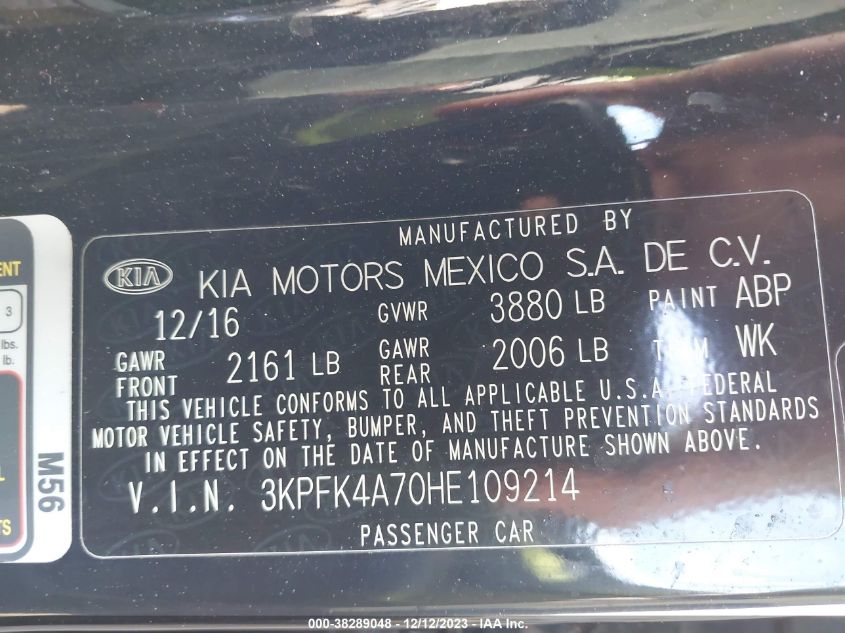 MANUFACTURED BY
KIA KIA MOTORS MEXICO S.A. DE C.V.
12/16 GVWR 3880 LB PAINT ABP
GAWR FRONT 2161 LB GAWR REAR 2006 LB WK
THIS VEHICLE CONFORMS TO ALL APPLICABLE U.S.A. FEDERAL
MOTOR VEHICLE SAFETY, BUMPER, AND THEFT PREVENTION STANDARDS
IN EFFECT ON THE DATE OF MANUFACTURE SHOWN ABOVE.
V.I.N. 3KPFK4A70HE109214
PASSENGER CAR
3
lbs.
lb.
M56
000-38289048 - 12/12/2023 - IAA Inc.